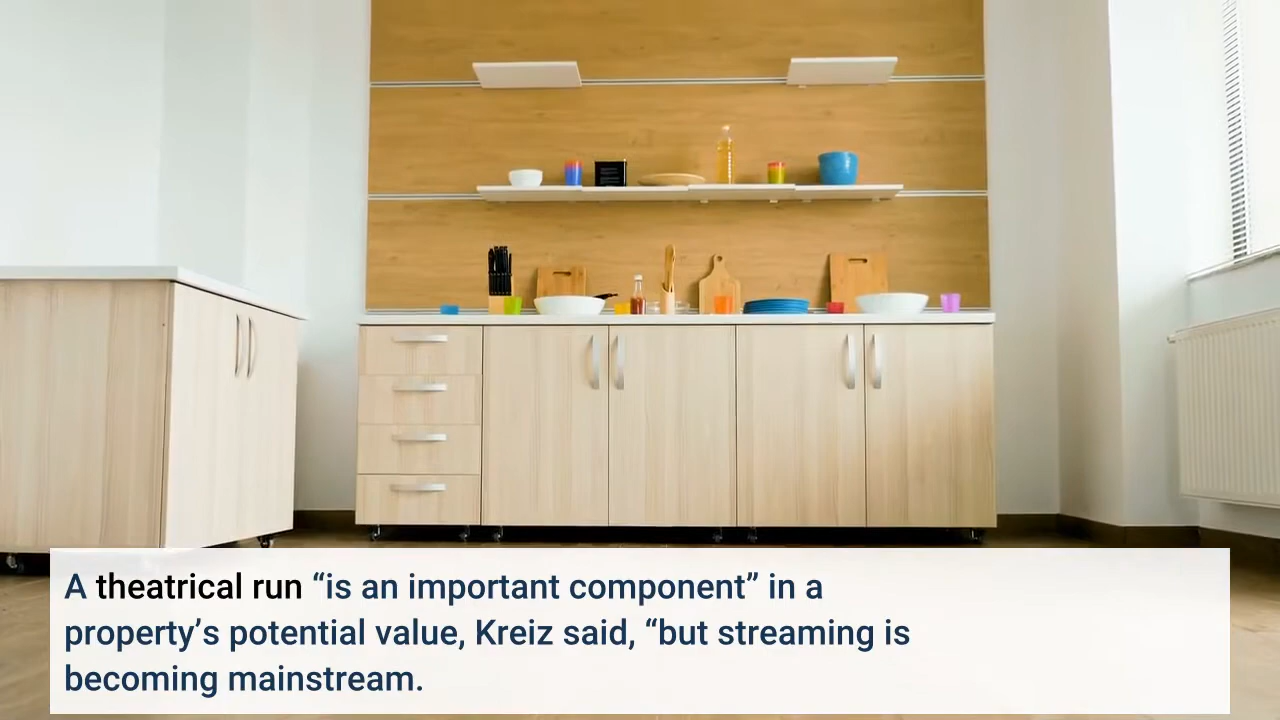 A theatrical run “is an important component” in a
property’s potential value, Kreiz said, “but streaming is
becoming mainstream.